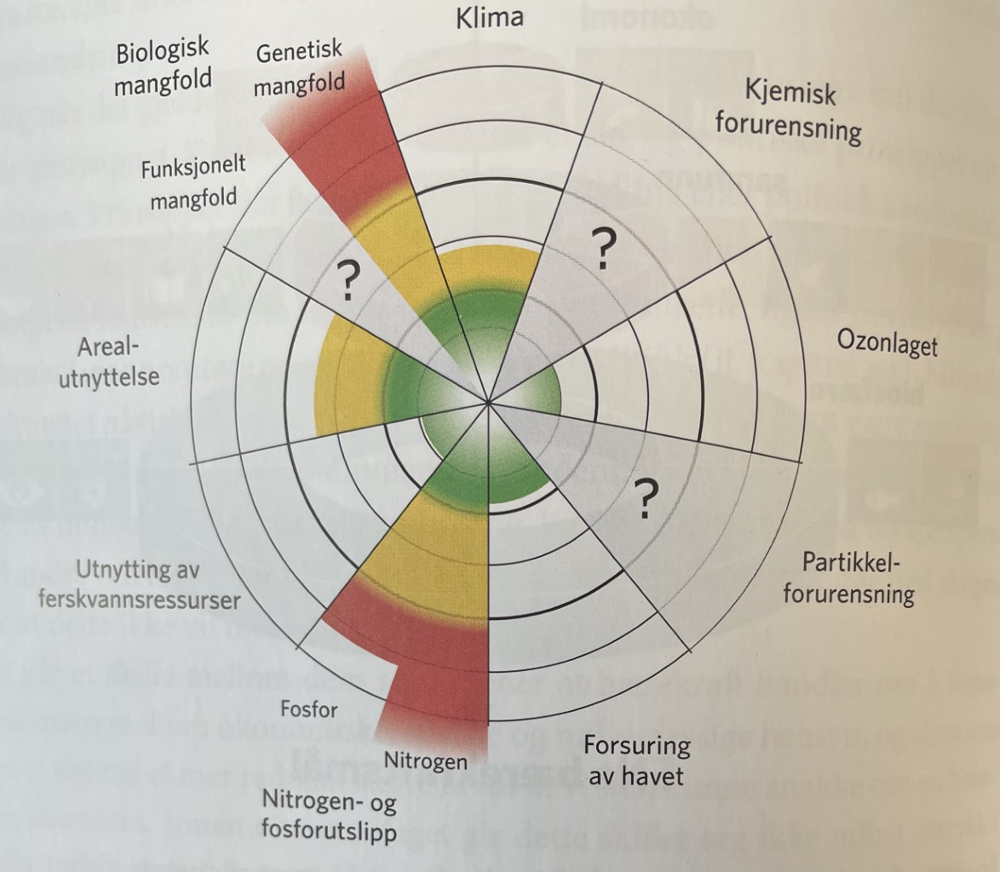 Klima
Biologisk
mangfold
Genetisk
mangfold
Kjemisk
forurensning
Funksjonelt
mangfold
?
?
Areal-
utnyttelse
Ozonlaget
?
Utnytting av
ferskvannsressurser
Partikkel-
forurensning
Fosfor
Nitrogen
Forsuring
av havet
Nitrogen- og
fosforutslipp